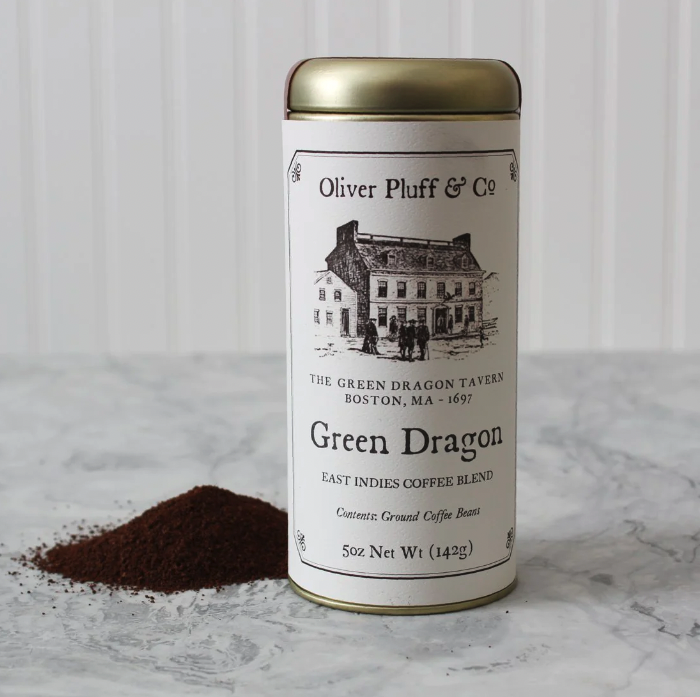 Oliver Pluff & Cº
THE GREEN DRAGON TAVERN
BOSTON, MA - 1697
Green Dragon
EAST INDIES COFFEE BLEND
Contents: Ground Coffee Beans
5oz Net Wt (142g)